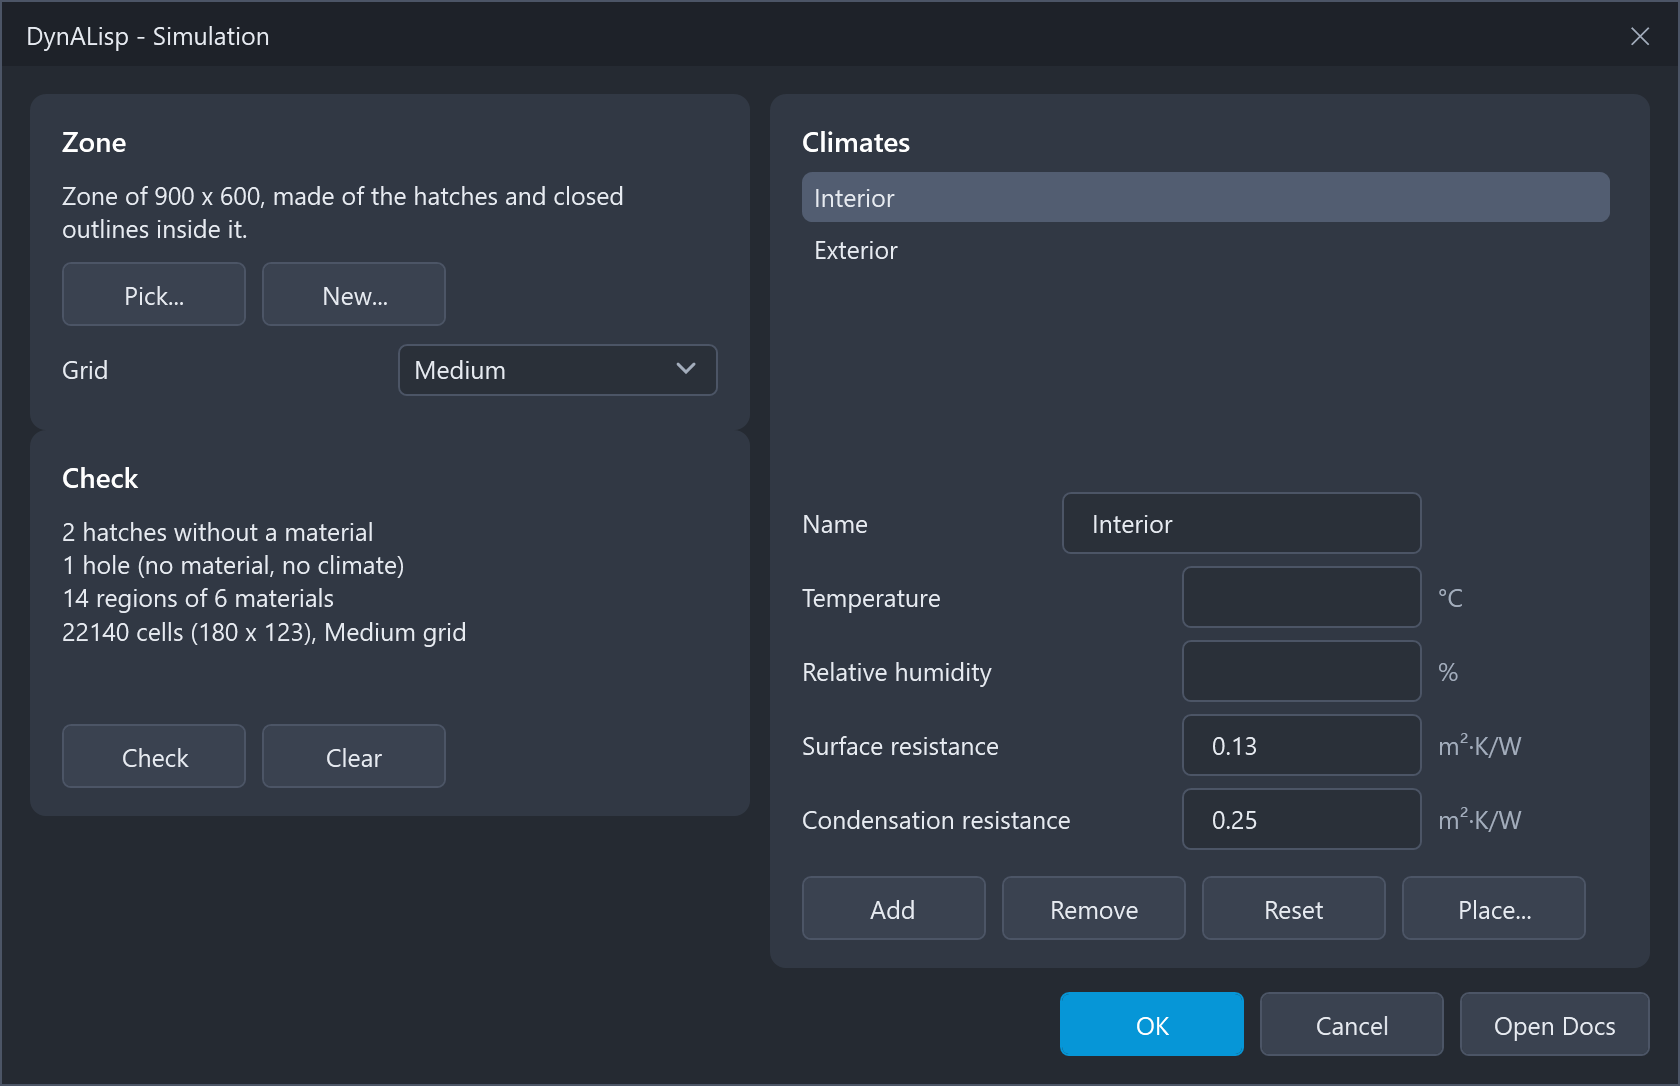 DynALisp - Simulation
Zone
Zone of 900 x 600, made of the hatches and closed
outlines inside it.
Pick...
New...
Grid
Medium
Check
2 hatches without a material
1 hole (no material, no climate)
14 regions of 6 materials
22140 cells (180 x 123), Medium grid
Check
Clear
Climates
Interior
Exterior
Name
Interior
Temperature
°C
Relative humidity
%
Surface resistance
0.13
m²·K/W
Condensation resistance
0.25
m²·K/W
Add
Remove
Reset
Place...
OK
Cancel
Open Docs